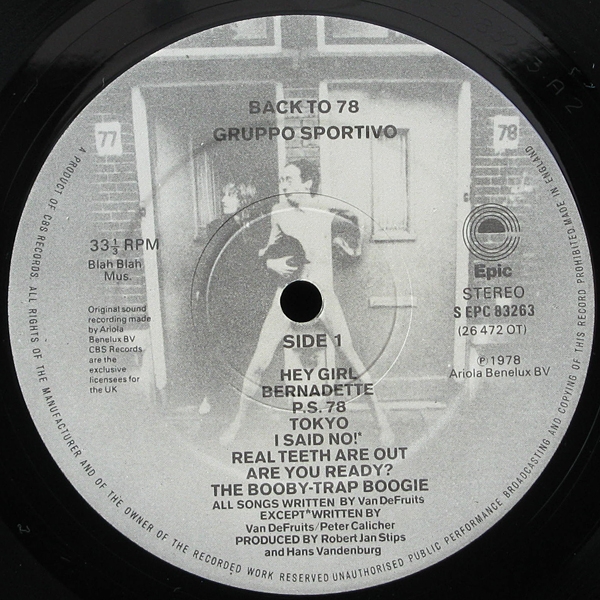 BACK TO 78
GRUPPO SPORTIVO
77
78
33⅓ RPM
Blah Blah
Mus.
Epic
STEREO
S EPC 83263
(26 472 OT)
Ⓟ 1978
Ariola Benelux BV
Original sound
recording made
by Ariola
Benelux BV
CBS Records
are the
exclusive
licensees for
the UK
SIDE 1
HEY GIRL
BERNADETTE
P.S. 78
TOKYO
I SAID NO!*
REAL TEETH ARE OUT
ARE YOU READY?
THE BOOBY-TRAP BOOGIE
ALL SONGS WRITTEN BY VanDeFruits
EXCEPT*WRITTEN BY
VanDeFruits/Peter Calicher
PRODUCED BY Robert Jan Stips
and Hans Vandenburg
A PRODUCT OF CBS RECORDS. ALL RIGHTS OF THE MANUFACTURER AND OF THE OWNER OF THE RECORDED WORK RESERVED UNAUTHORISED PUBLIC PERFORMANCE BROADCASTING AND COPYING OF THIS RECORD PROHIBITED MADE IN ENGLAND